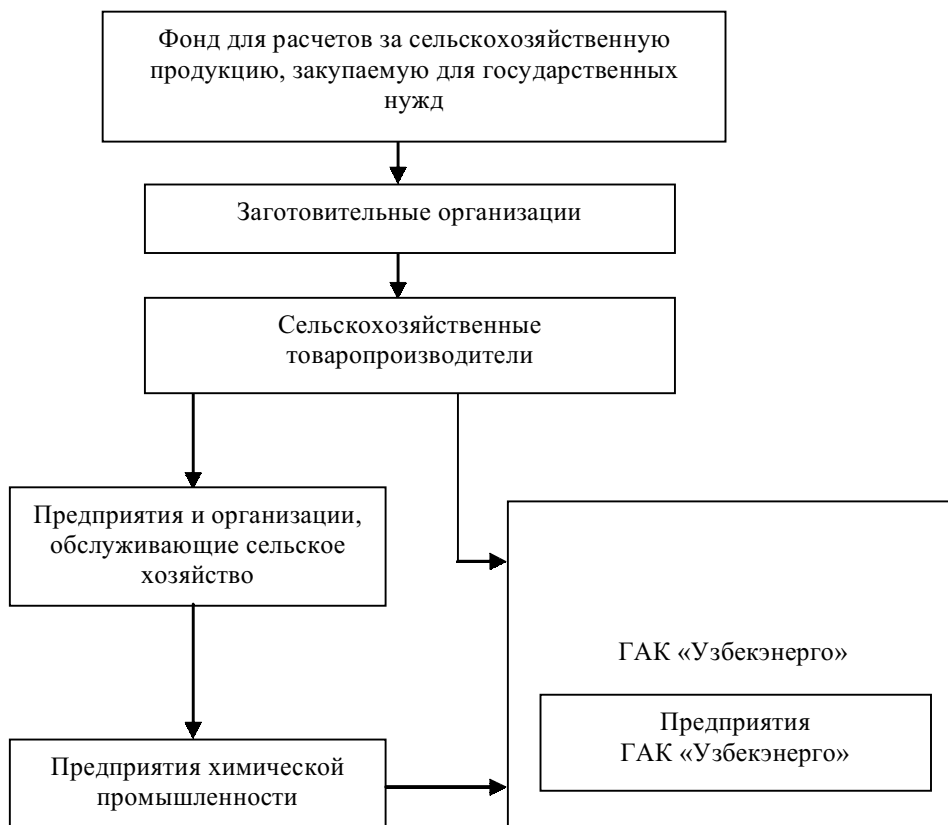 Фонд для расчетов за сельскохозяйственную
продукцию, закупаемую для государственных
нужд
Заготовительные организации
Сельскохозяйственные
товаропроизводители
Предприятия и организации,
обслуживающие сельское
хозяйство
ГАК «Узбекэнерго»
Предприятия
ГАК «Узбекэнерго»
Предприятия химической
промышленности